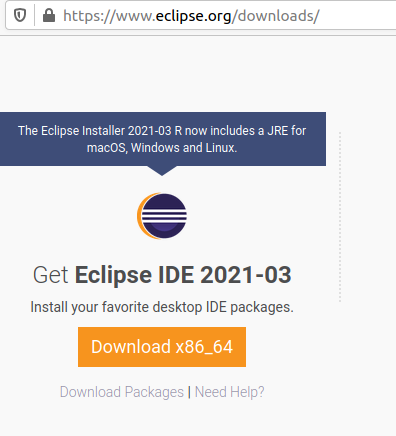 https://www.eclipse.org/downloads/
The Eclipse Installer 2021-03 R now includes a JRE for
macOS, Windows and Linux.
Get Eclipse IDE 2021-03
Install your favorite desktop IDE packages.
Download x86_64
Download Packages | Need Help?